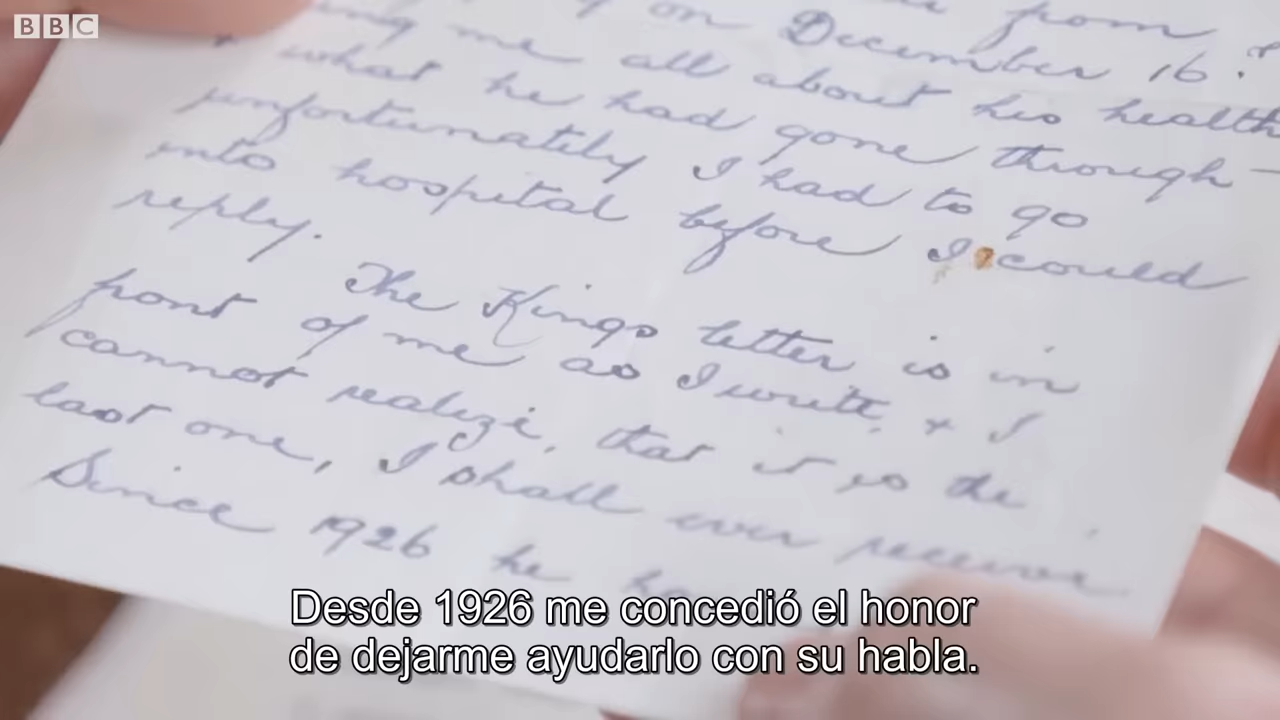 BBC
from
on December 16th
me all about his health
& what he had gone through -
unfortunately I had to go
into hospital before I could
reply.
The Kings letter is in
front of me as I write, & I
cannot realize, that it is the
last one, I shall ever receive
Since 1926 he
Desde 1926 me concedió el honor
de dejarme ayudarlo con su habla.